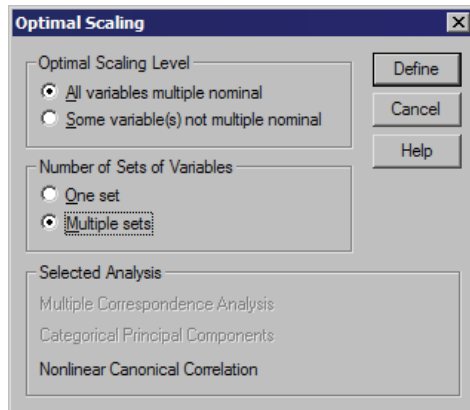 Optimal Scaling
Optimal Scaling Level
All variables multiple nominal
Some variable(s) not multiple nominal
Define
Cancel
Help
Number of Sets of Variables
One set
Multiple sets
Selected Analysis
Multiple Correspondence Analysis
Categorical Principal Components
Nonlinear Canonical Correlation